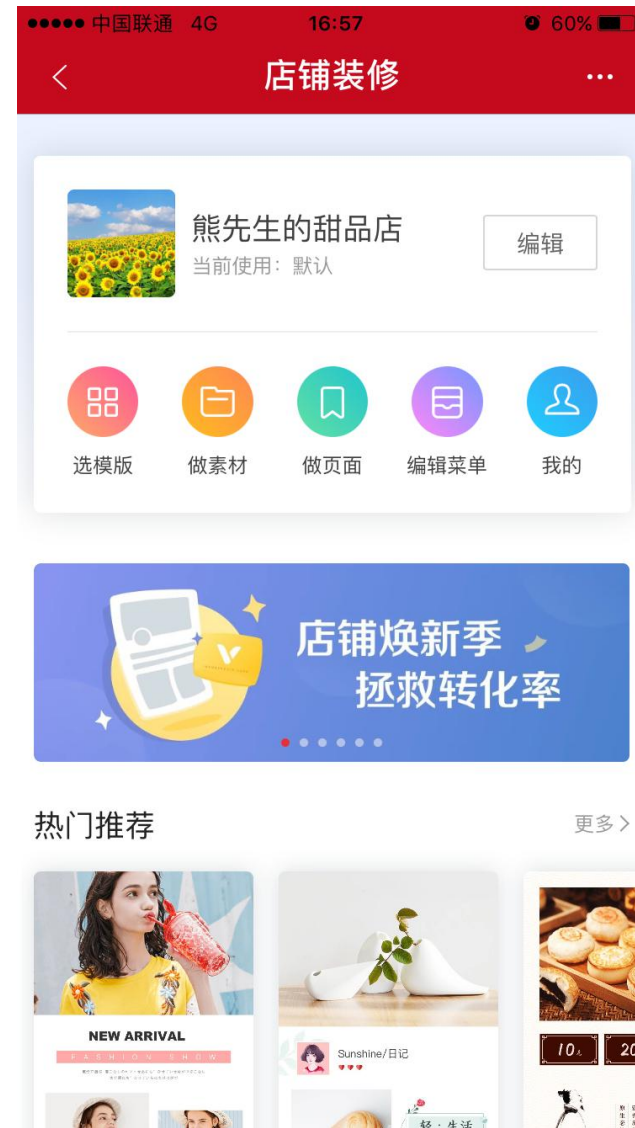 中国联通 4G 16:57 60%
店铺装修
熊先生的甜品店
编辑
当前使用：默认
选模版 做素材 做页面 编辑菜单 我的
店铺焕新季
拯救转化率
热门推荐 更多
NEW ARRIVAL
FASHION SHOW
Sunshine/日记
轻·生活
10 20